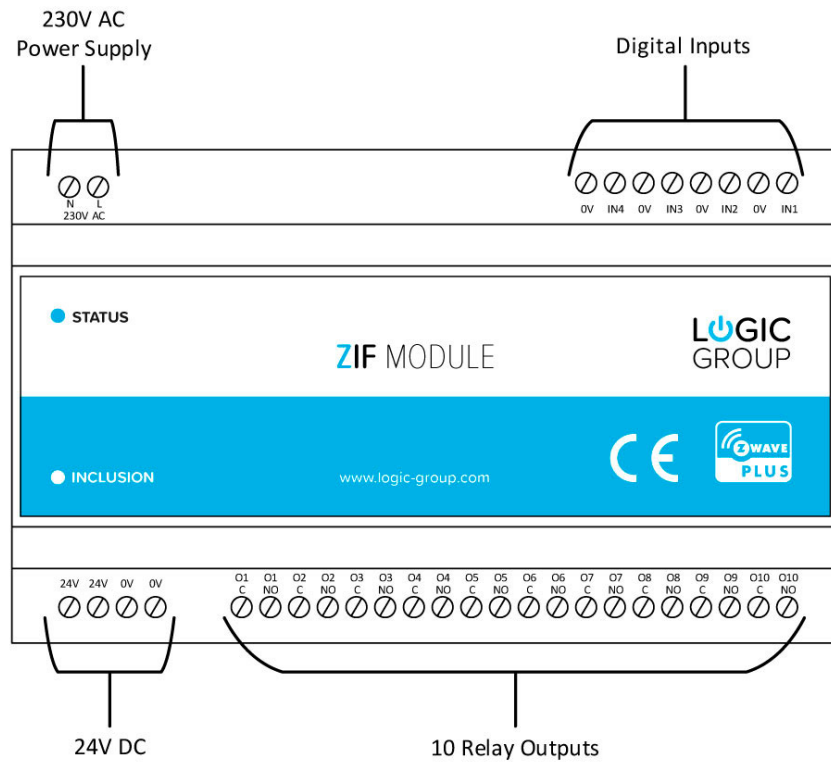 230V AC
Power Supply
Digital Inputs
N L
230V AC
0V IN4 0V IN3 0V IN2 0V IN1
STATUS
ZIF MODULE
LOGIC
GROUP
INCLUSION
www.logic-group.com
CE
Z WAVE
PLUS
24V 24V 0V 0V
O1 O1 O2 O2 O3 O3 O4 O4 O5 O5 O6 O6 O7 O7 O8 O8 O9 O9 O10 O10
C NO C NO C NO C NO C NO C NO C NO C NO C NO C NO
24V DC
10 Relay Outputs